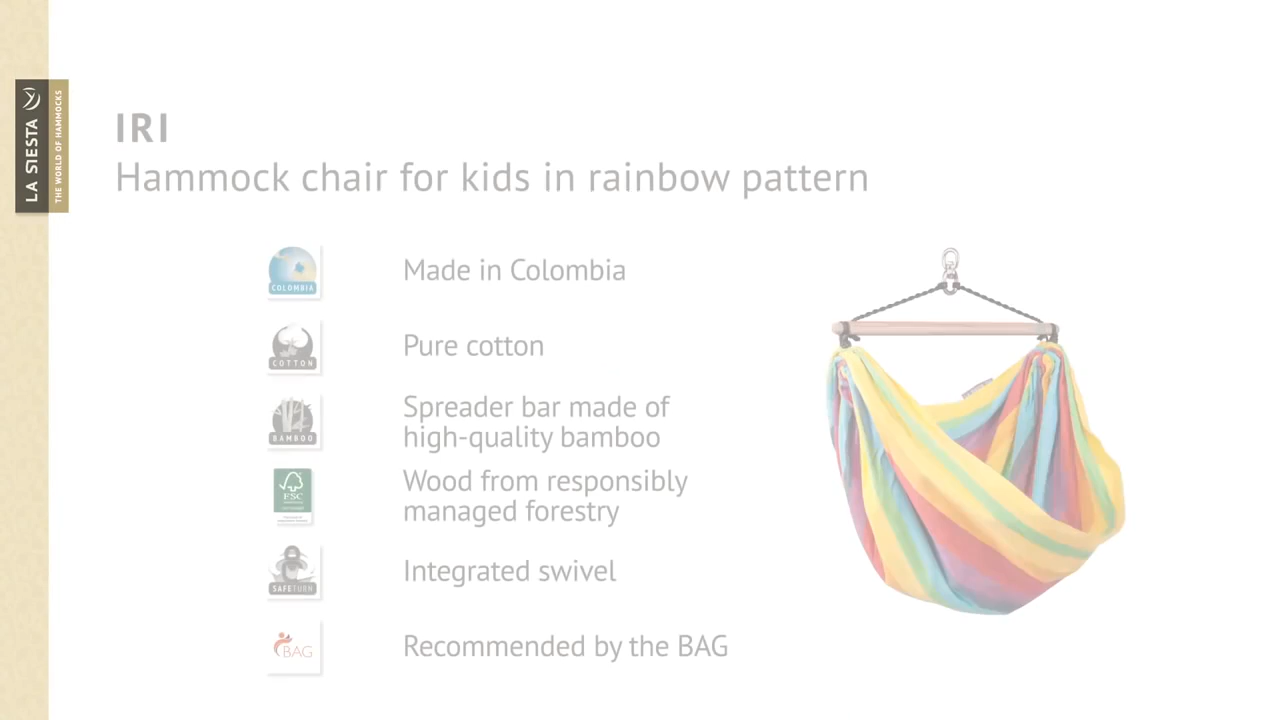 LA SIESTA
THE WORLD OF HAMMOCKS
IRI
Hammock chair for kids in rainbow pattern
COLOMBIA
Made in Colombia
COTTON
Pure cotton
BAMBOO
Spreader bar made of
high-quality bamboo
FSC
Wood from responsibly
managed forestry
SAFETURN
Integrated swivel
BAG
Recommended by the BAG